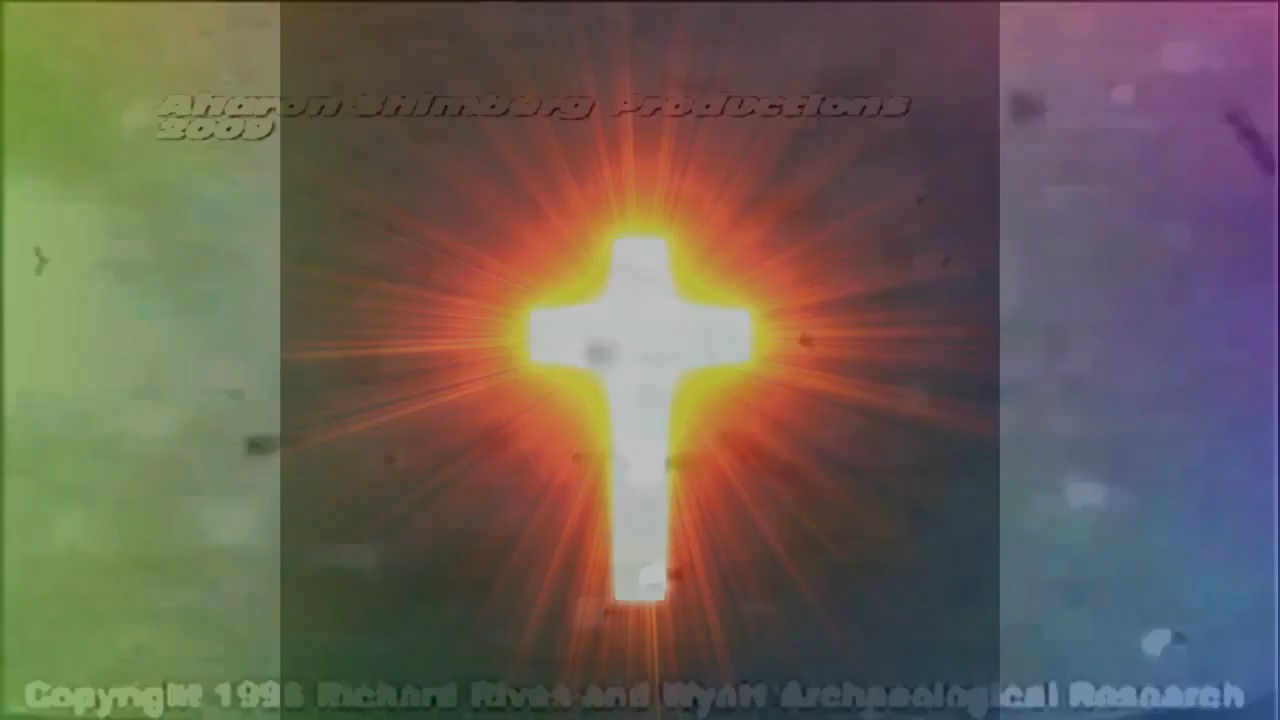 Aharon Shimberg Productions
2009
Copyright 1998 Richard Rives and Wyatt Archaeological Research